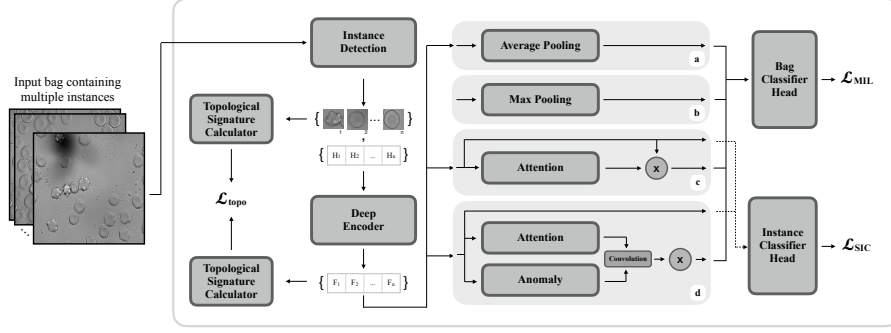 Input bag containing
multiple instances
Instance
Detection
Topological
Signature
Calculator
{ 1 2 ... n }
,
{ H1 H2 ... Hn }
ℒtopo
Deep
Encoder
Topological
Signature
Calculator
{ F1 F2 ... Fn }
Average Pooling
a
Max Pooling
b
Attention
x
c
Attention
Anomaly
Convolution
x
d
Bag
Classifier
Head
ℒMIL
Instance
Classifier
Head
ℒSIC